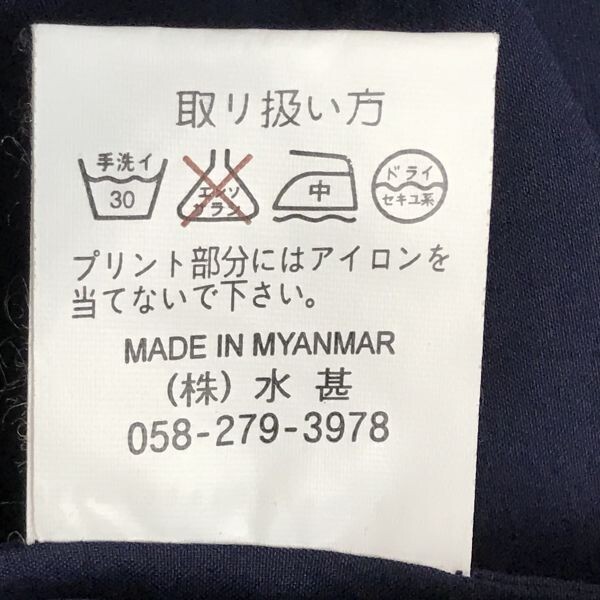 取り扱い方
手洗イ 30 エンソ サラシ 中 ドライ セキユ系
プリント部分にはアイロンを
当てないで下さい。
MADE IN MYANMAR
(株) 水 甚
058-279-3978